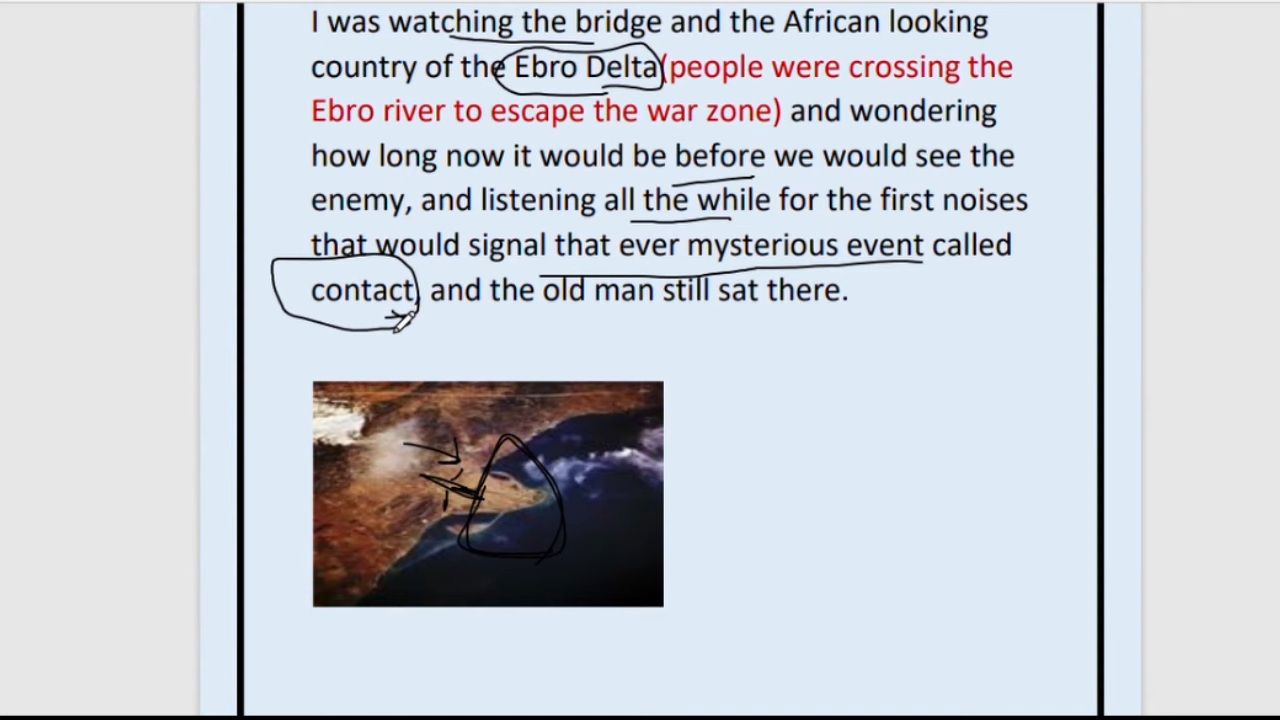 I was watching the bridge and the African looking
country of the Ebro Delta(people were crossing the
Ebro river to escape the war zone) and wondering
how long now it would be before we would see the
enemy, and listening all the while for the first noises
that would signal that ever mysterious event called
contact, and the old man still sat there.